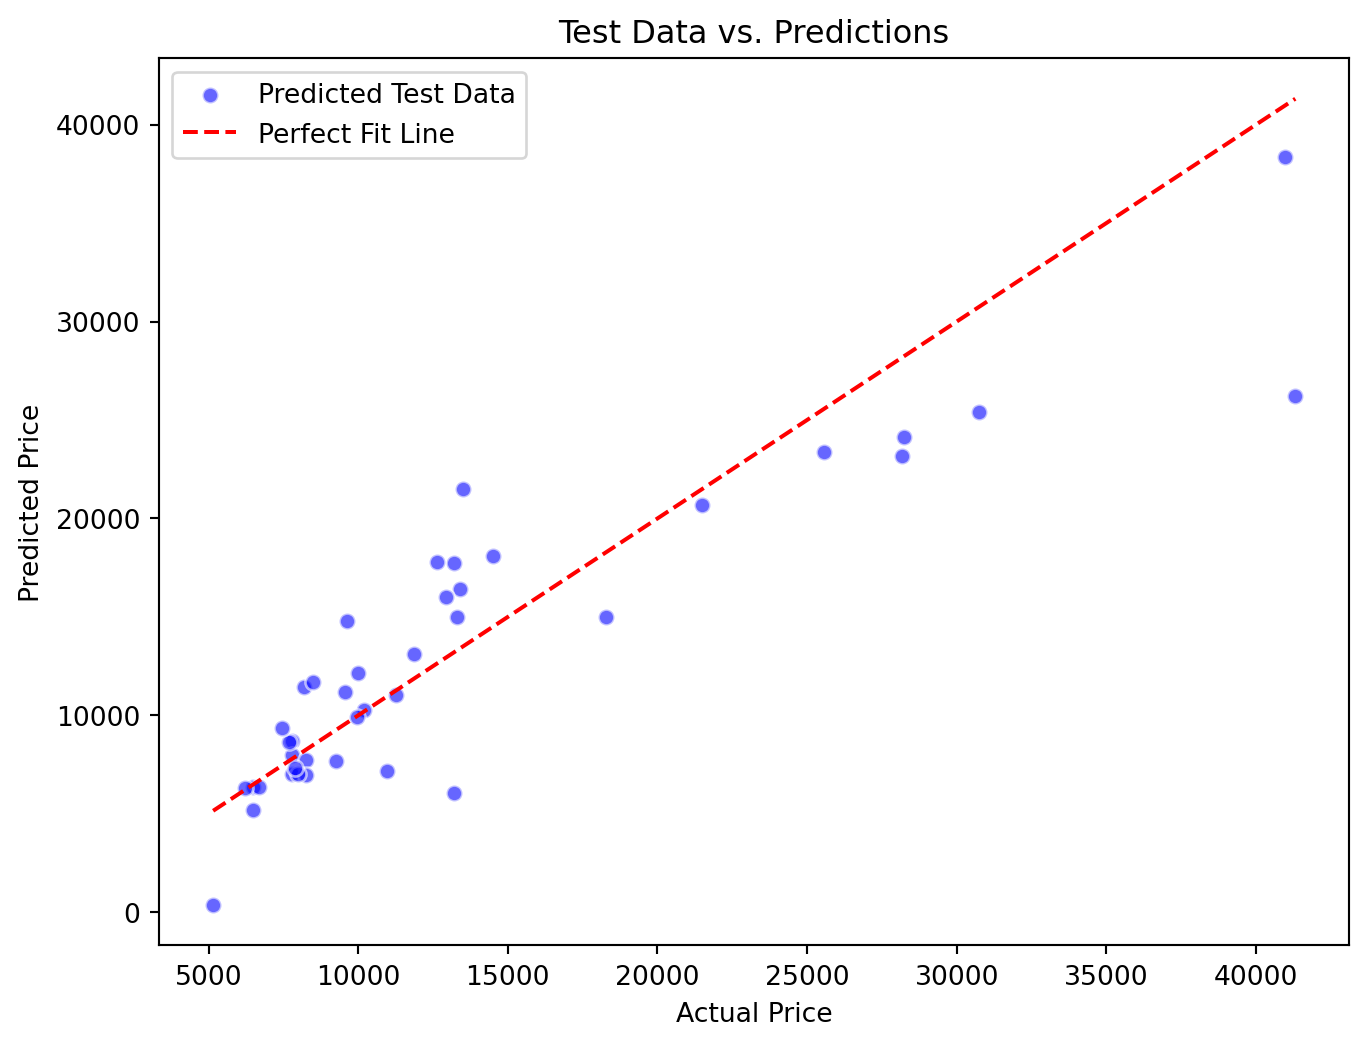 Test Data vs. Predictions
Predicted Test Data
Perfect Fit Line
40000
30000
20000
10000
0
Predicted Price
5000 10000 15000 20000 25000 30000 35000 40000
Actual Price